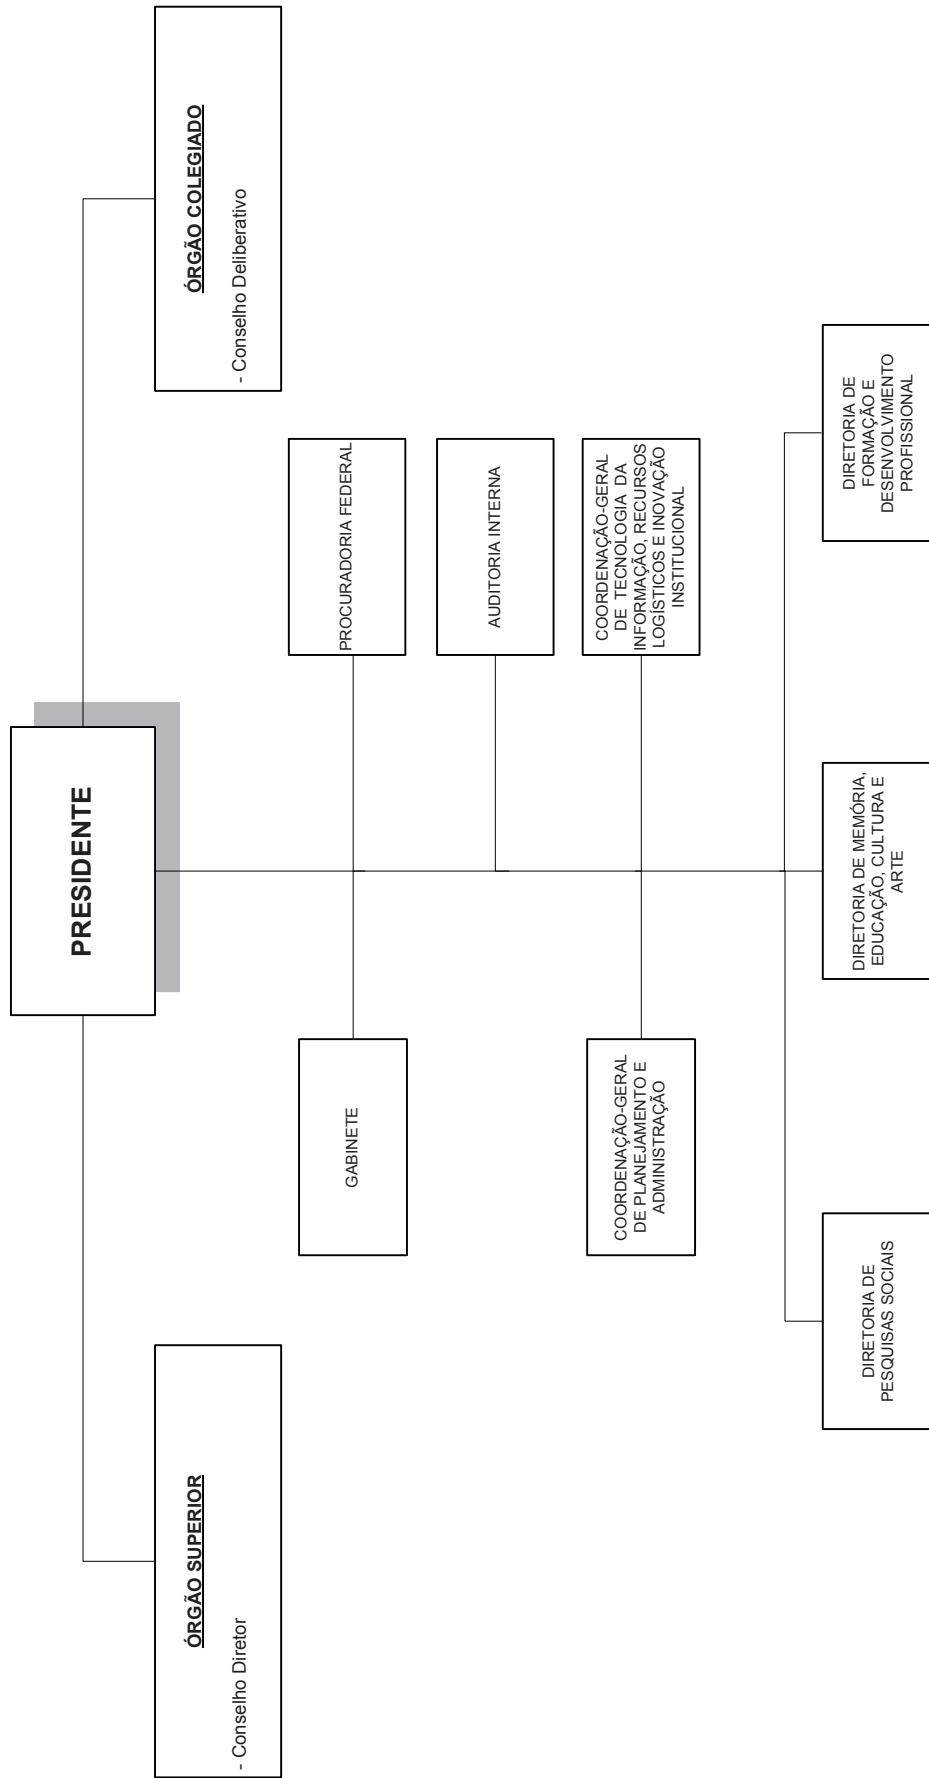 PRESIDENTE
ÓRGÃO SUPERIOR
- Conselho Diretor
ÓRGÃO COLEGIADO
- Conselho Deliberativo
GABINETE
PROCURADORIA FEDERAL
AUDITORIA INTERNA
COORDENAÇÃO-GERAL
DE PLANEJAMENTO E
ADMINISTRAÇÃO
COORDENAÇÃO-GERAL
DE TECNOLOGIA DA
INFORMAÇÃO, RECURSOS
LOGÍSTICOS E INOVAÇÃO
INSTITUCIONAL
DIRETORIA DE
PESQUISAS SOCIAIS
DIRETORIA DE MEMÓRIA,
EDUCAÇÃO, CULTURA E
ARTE
DIRETORIA DE
FORMAÇÃO E
DESENVOLVIMENTO
PROFISSIONAL